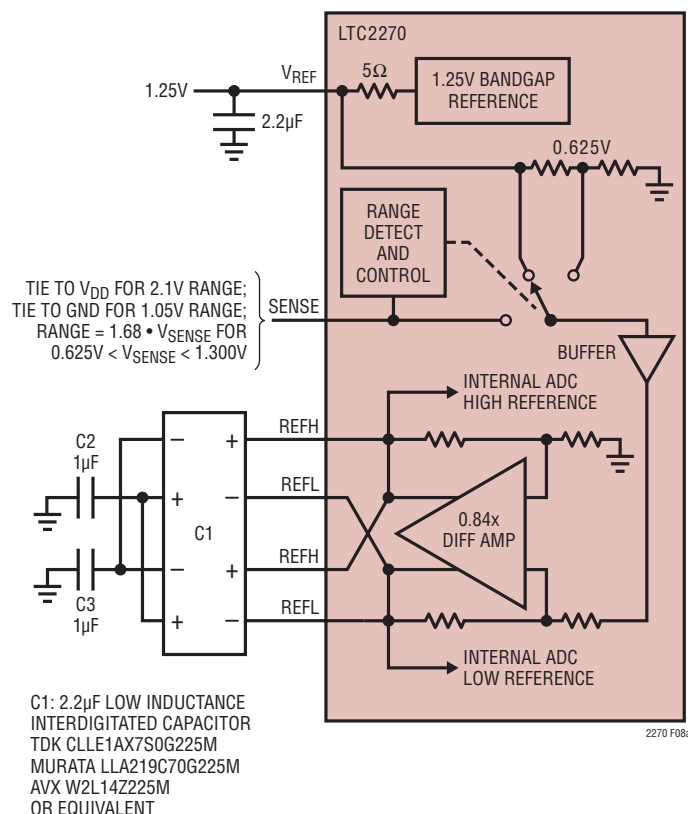 LTC2270
VREF
5Ω
1.25V BANDGAP
REFERENCE
1.25V
2.2µF
0.625V
RANGE
DETECT
AND
CONTROL
TIE TO VDD FOR 2.1V RANGE;
TIE TO GND FOR 1.05V RANGE;
RANGE = 1.68 • VSENSE FOR
0.625V < VSENSE < 1.300V
SENSE
BUFFER
INTERNAL ADC
HIGH REFERENCE
REFH
C2
1µF
–
+
+
–
REFL
0.84x
DIFF AMP
C1
REFH
–
+
C3
1µF
+
–
REFL
INTERNAL ADC
LOW REFERENCE
C1: 2.2µF LOW INDUCTANCE
INTERDIGITATED CAPACITOR
TDK CLLE1AX7S0G225M
MURATA LLA219C70G225M
AVX W2L14Z225M
OR EQUIVALENT